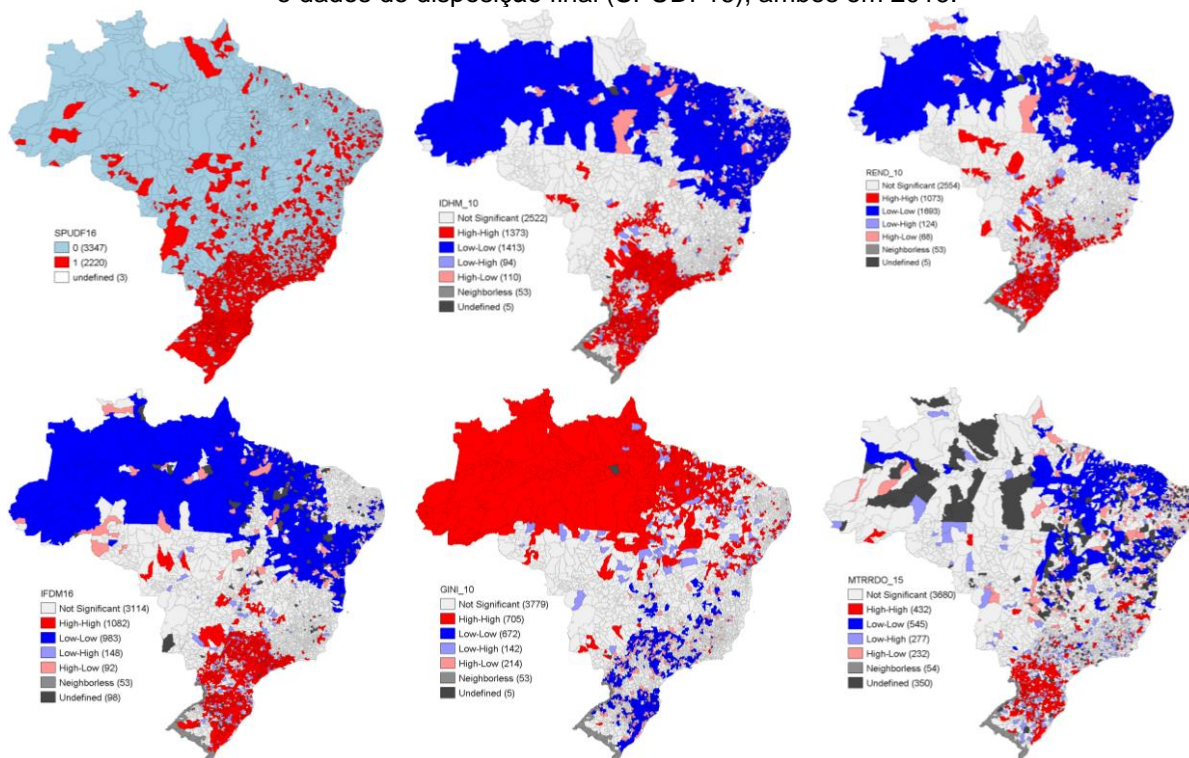 e dados de disposição final (SPUDF16), ambos em 2016.
SPUDF16
0 (3347)
1 (2220)
undefined (3)
IDHM_10
Not Significant (2522)
High-High (1373)
Low-Low (1413)
Low-High (94)
High-Low (110)
Neighborless (53)
Undefined (5)
REND_10
Not Significant (2554)
High-High (1073)
Low-Low (1693)
Low-High (124)
High-Low (68)
Neighborless (53)
Undefined (5)
IFDM16
Not Significant (3114)
High-High (1082)
Low-Low (983)
Low-High (148)
High-Low (92)
Neighborless (53)
Undefined (98)
GINI_10
Not Significant (3779)
High-High (705)
Low-Low (672)
Low-High (142)
High-Low (214)
Neighborless (53)
Undefined (5)
MTRRDO_15
Not Significant (3680)
High-High (432)
Low-Low (545)
Low-High (277)
High-Low (232)
Neighborless (54)
Undefined (350)